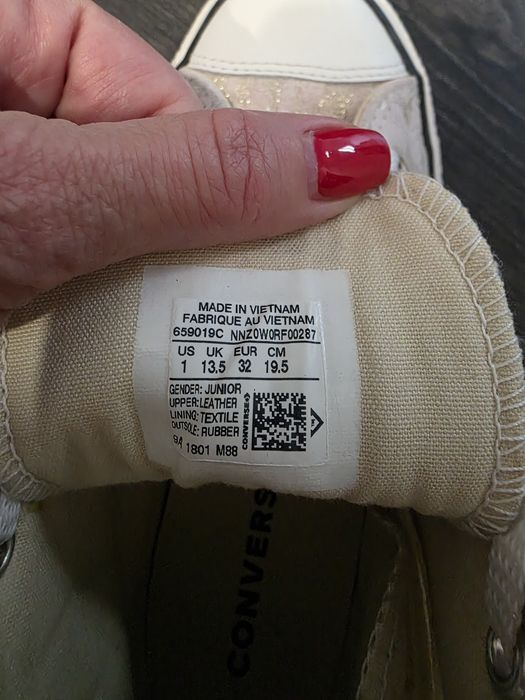 MADE IN VIETNAM
FABRIQUE AU VIETNAM
659019C NNZ0W0RF00287
US UK EUR CM
1 13.5 32 19.5
GENDER: JUNIOR
UPPER: LEATHER
LINING: TEXTILE
OUTSOLE: RUBBER
CONVERSE
1801 M88
CONVERS